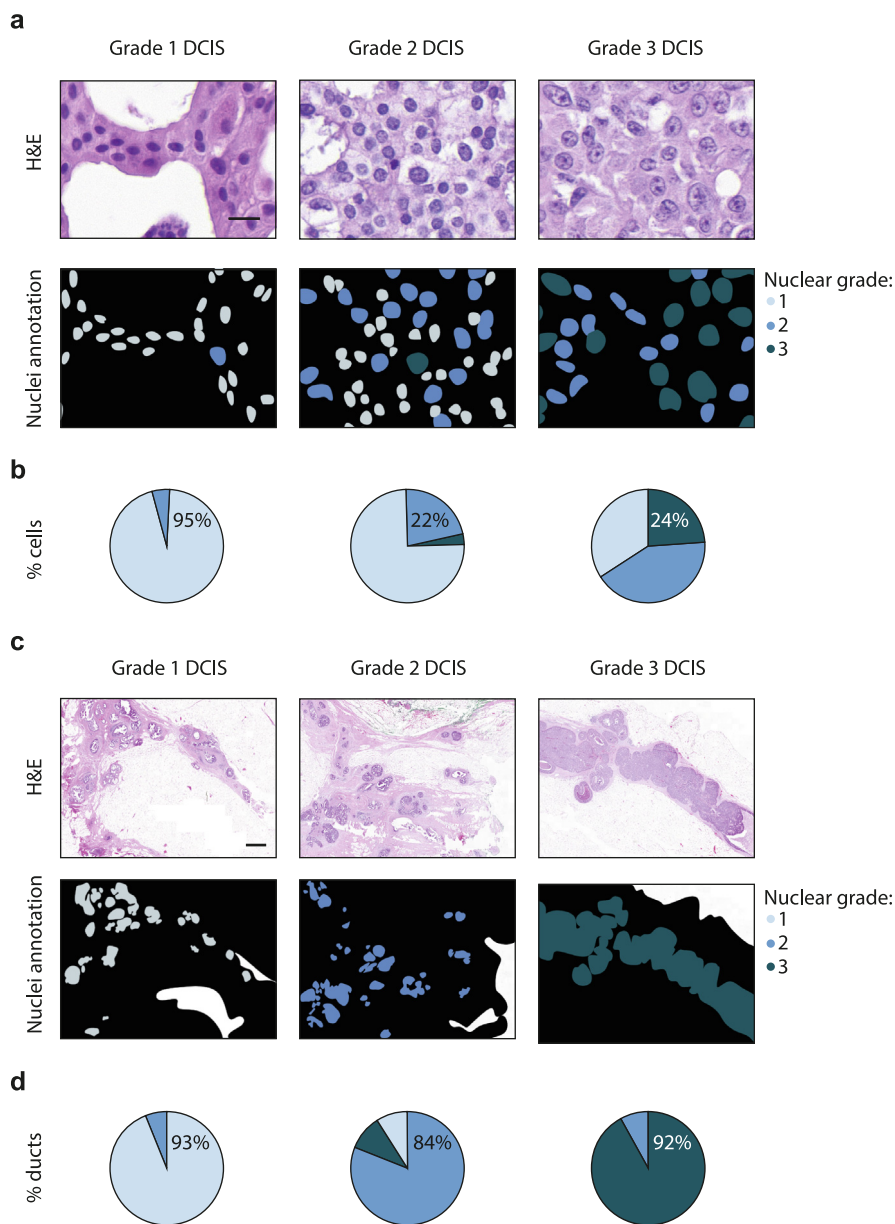 a
Grade 1 DCIS
Grade 2 DCIS
Grade 3 DCIS
H&E
Nuclei annotation
Nuclear grade:
1
2
3
b
% cells
95%
22%
24%
c
Grade 1 DCIS
Grade 2 DCIS
Grade 3 DCIS
H&E
Nuclei annotation
Nuclear grade:
1
2
3
d
% ducts
93%
84%
92%